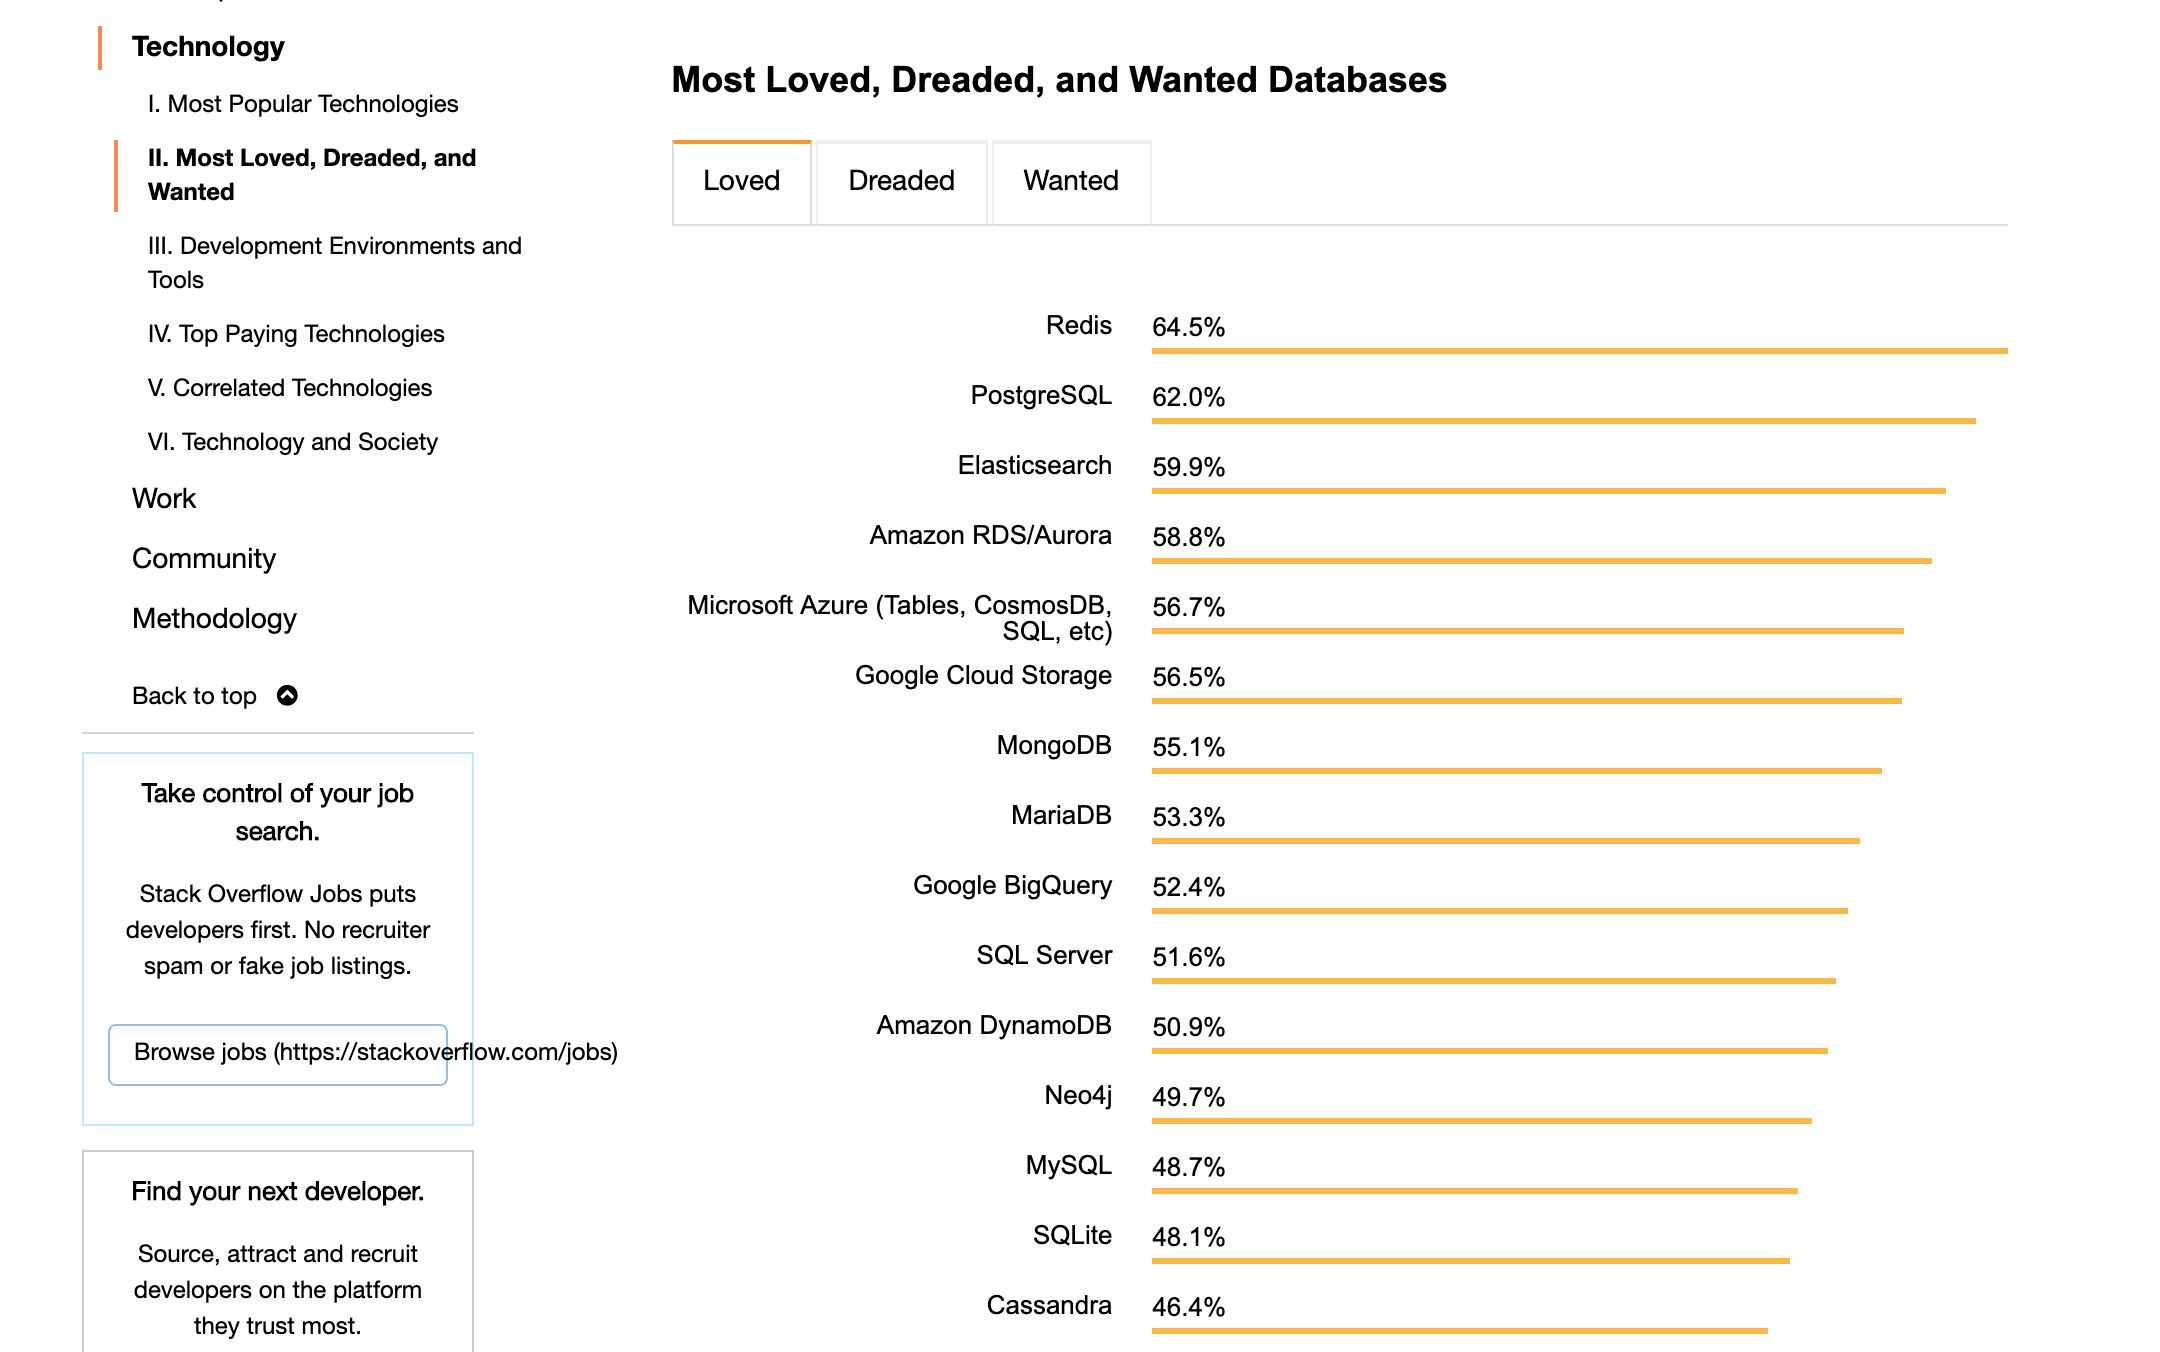 Technology
I. Most Popular Technologies
II. Most Loved, Dreaded, and
Wanted
III. Development Environments and
Tools
IV. Top Paying Technologies
V. Correlated Technologies
VI. Technology and Society
Work
Community
Methodology
Back to top
Take control of your job
search.
Stack Overflow Jobs puts
developers first. No recruiter
spam or fake job listings.
Browse jobs (https://stackoverflow.com/jobs)
Find your next developer.
Source, attract and recruit
developers on the platform
they trust most.
Most Loved, Dreaded, and Wanted Databases
Loved Dreaded Wanted
Redis 64.5%
PostgreSQL 62.0%
Elasticsearch 59.9%
Amazon RDS/Aurora 58.8%
Microsoft Azure (Tables, CosmosDB, 56.7%
SQL, etc)
Google Cloud Storage 56.5%
MongoDB 55.1%
MariaDB 53.3%
Google BigQuery 52.4%
SQL Server 51.6%
Amazon DynamoDB 50.9%
Neo4j 49.7%
MySQL 48.7%
SQLite 48.1%
Cassandra 46.4%